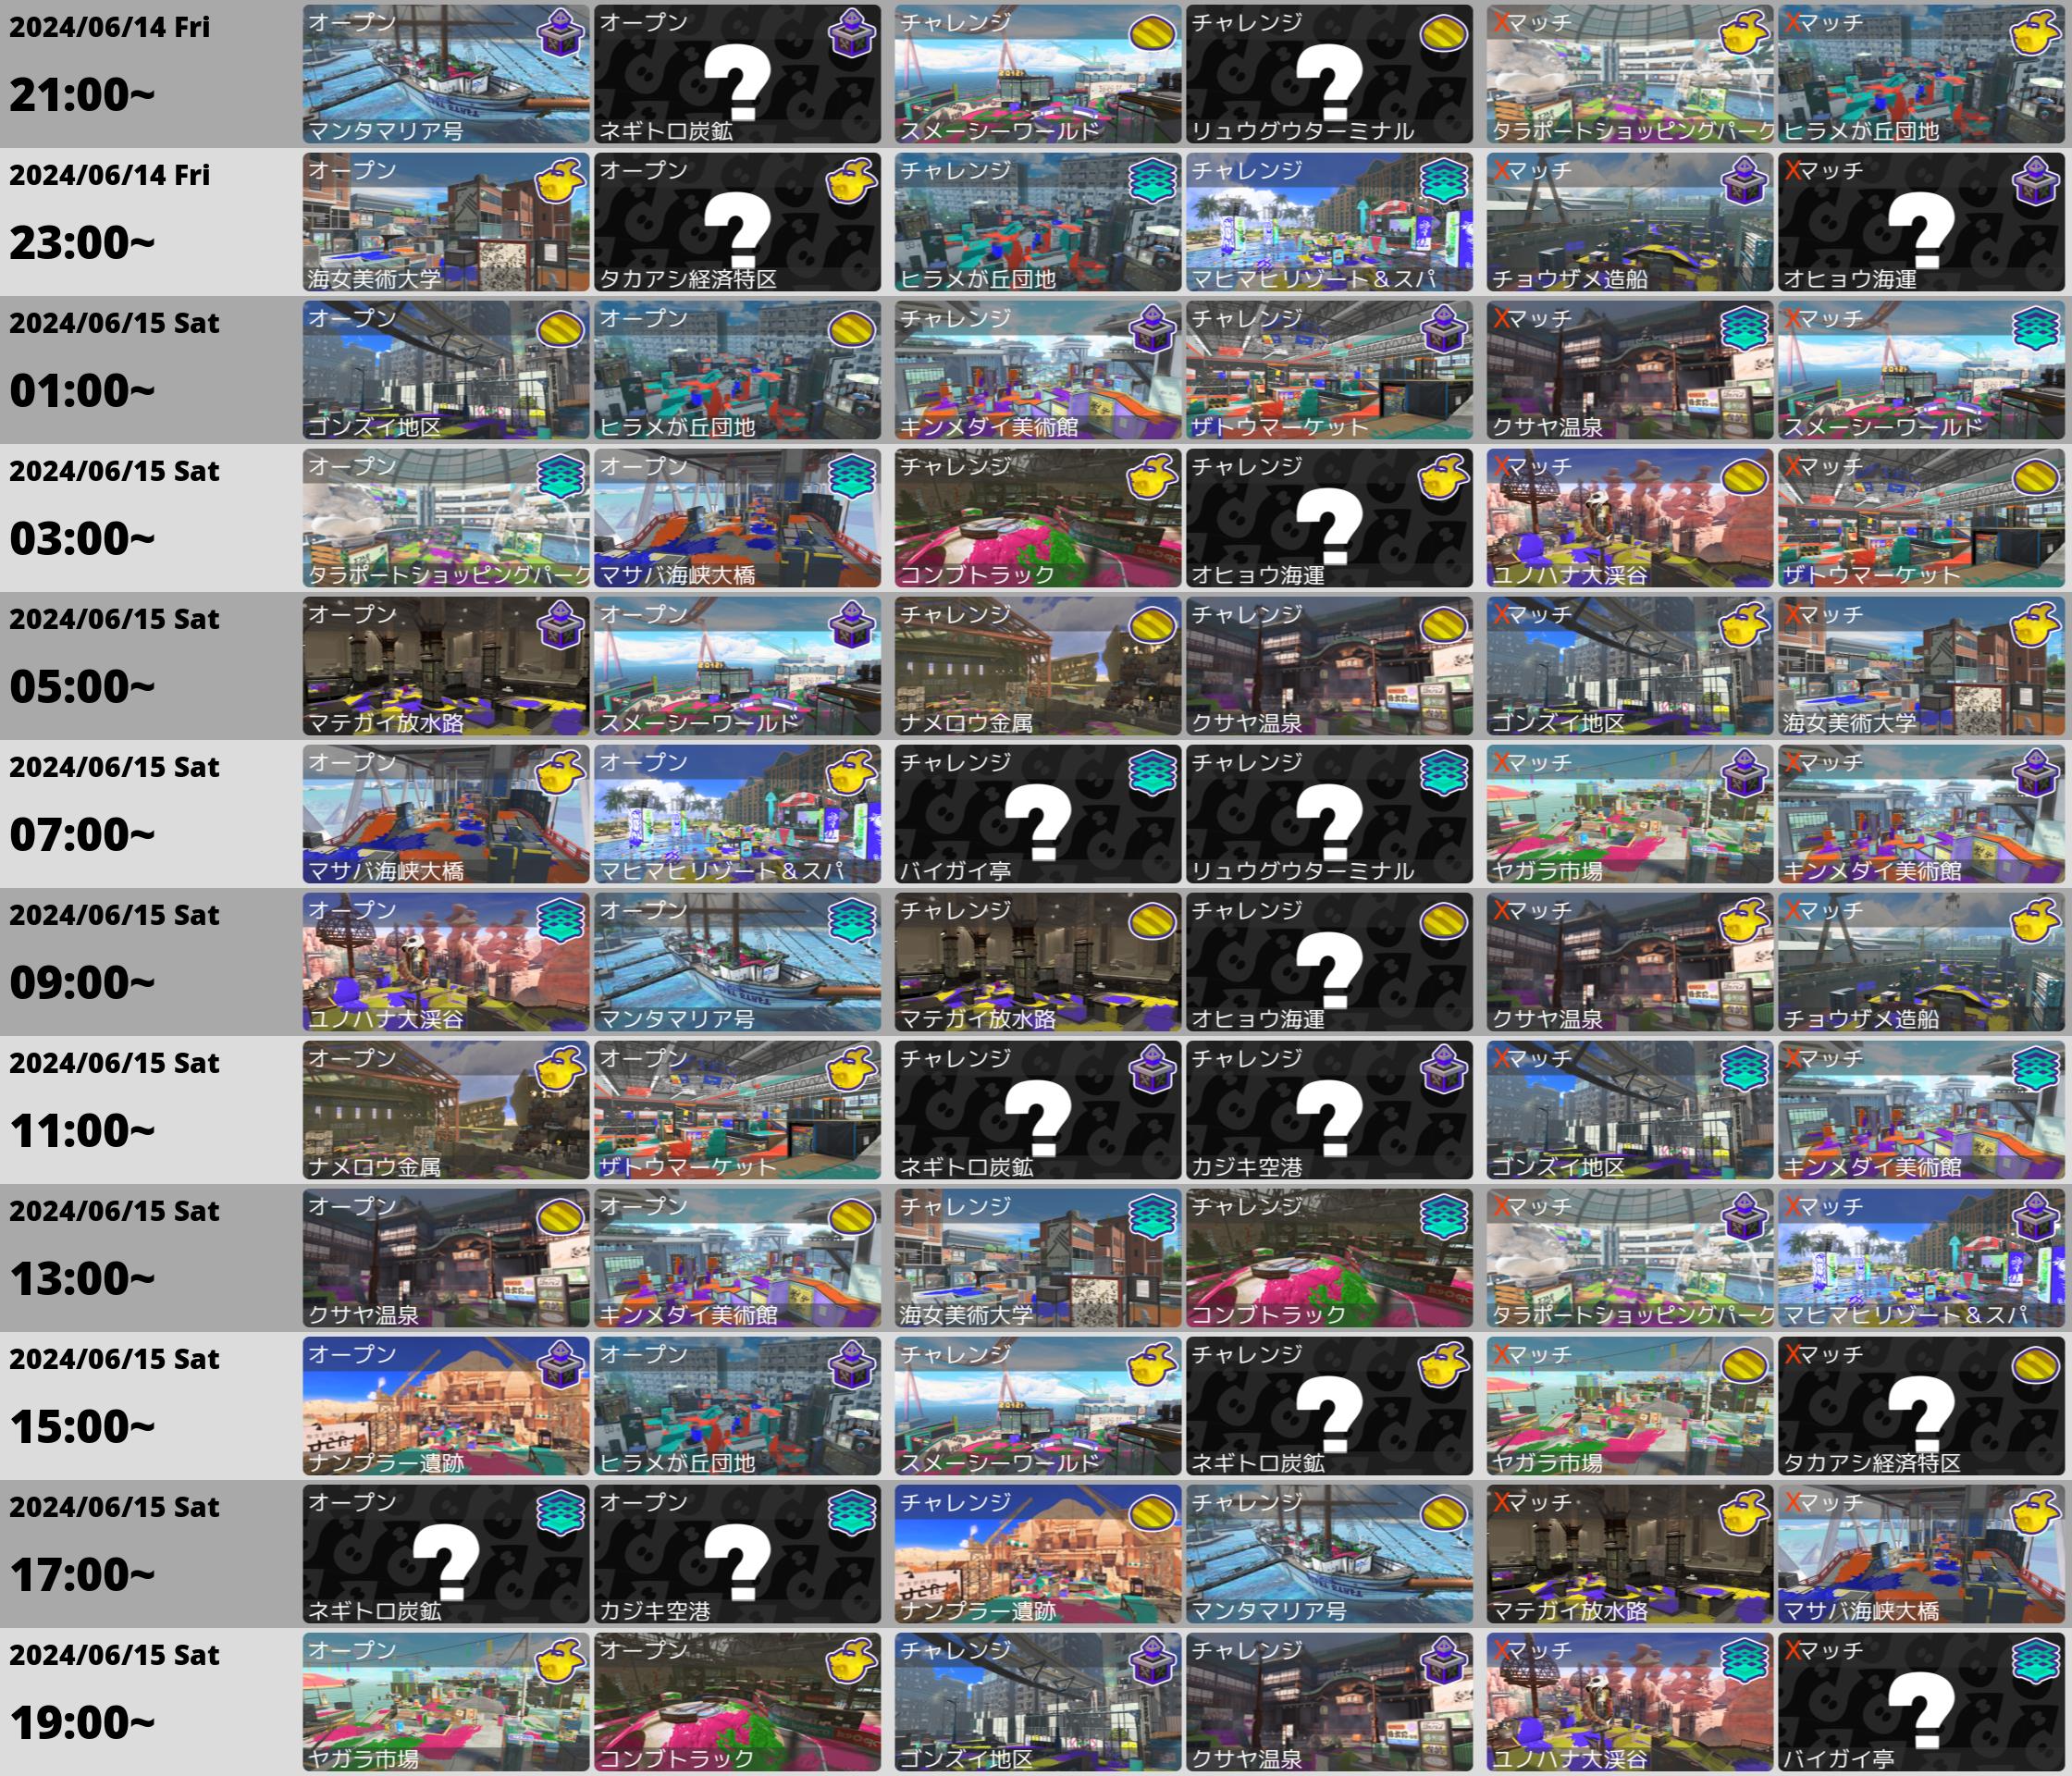 2024/06/14 Fri
21:00~
オープン
マンタマリア号
オープン
ネギトロ炭鉱
チャレンジ
スメーシーワールド
チャレンジ
リュウグウターミナル
Xマッチ
タラポートショッピングパーク
Xマッチ
ヒラメが丘団地
2024/06/14 Fri
23:00~
オープン
海女美術大学
オープン
タカアシ経済特区
チャレンジ
ヒラメが丘団地
チャレンジ
マヒマヒリゾート&スパ
Xマッチ
チョウザメ造船
Xマッチ
オヒョウ海運
2024/06/15 Sat
01:00~
オープン
ゴンズイ地区
オープン
ヒラメが丘団地
チャレンジ
キンメダイ美術館
チャレンジ
ザトウマーケット
Xマッチ
クサヤ温泉
Xマッチ
スメーシーワールド
2024/06/15 Sat
03:00~
オープン
タラポートショッピングパーク
オープン
マサバ海峡大橋
チャレンジ
コンブトラック
チャレンジ
オヒョウ海運
Xマッチ
ユノハナ大渓谷
Xマッチ
ザトウマーケット
2024/06/15 Sat
05:00~
オープン
マテガイ放水路
オープン
スメーシーワールド
チャレンジ
ナメロウ金属
チャレンジ
クサヤ温泉
Xマッチ
ゴンズイ地区
Xマッチ
海女美術大学
2024/06/15 Sat
07:00~
オープン
マサバ海峡大橋
オープン
マヒマヒリゾート&スパ
チャレンジ
バイガイ亭
チャレンジ
リュウグウターミナル
Xマッチ
ヤガラ市場
Xマッチ
キンメダイ美術館
2024/06/15 Sat
09:00~
オープン
ユノハナ大渓谷
オープン
マンタマリア号
チャレンジ
マテガイ放水路
チャレンジ
オヒョウ海運
Xマッチ
クサヤ温泉
Xマッチ
チョウザメ造船
2024/06/15 Sat
11:00~
オープン
ナメロウ金属
オープン
ザトウマーケット
チャレンジ
ネギトロ炭鉱
チャレンジ
カジキ空港
Xマッチ
ゴンズイ地区
Xマッチ
キンメダイ美術館
2024/06/15 Sat
13:00~
オープン
クサヤ温泉
オープン
キンメダイ美術館
チャレンジ
海女美術大学
チャレンジ
コンブトラック
Xマッチ
タラポートショッピングパーク
Xマッチ
マヒマヒリゾート&スパ
2024/06/15 Sat
15:00~
オープン
ナンプラー遺跡
オープン
ヒラメが丘団地
チャレンジ
スメーシーワールド
チャレンジ
ネギトロ炭鉱
Xマッチ
ヤガラ市場
Xマッチ
タカアシ経済特区
2024/06/15 Sat
17:00~
オープン
ネギトロ炭鉱
オープン
カジキ空港
チャレンジ
ナンプラー遺跡
チャレンジ
マンタマリア号
Xマッチ
マテガイ放水路
Xマッチ
マサバ海峡大橋
2024/06/15 Sat
19:00~
オープン
ヤガラ市場
オープン
コンブトラック
チャレンジ
ゴンズイ地区
チャレンジ
クサヤ温泉
Xマッチ
ユノハナ大渓谷
Xマッチ
バイガイ亭